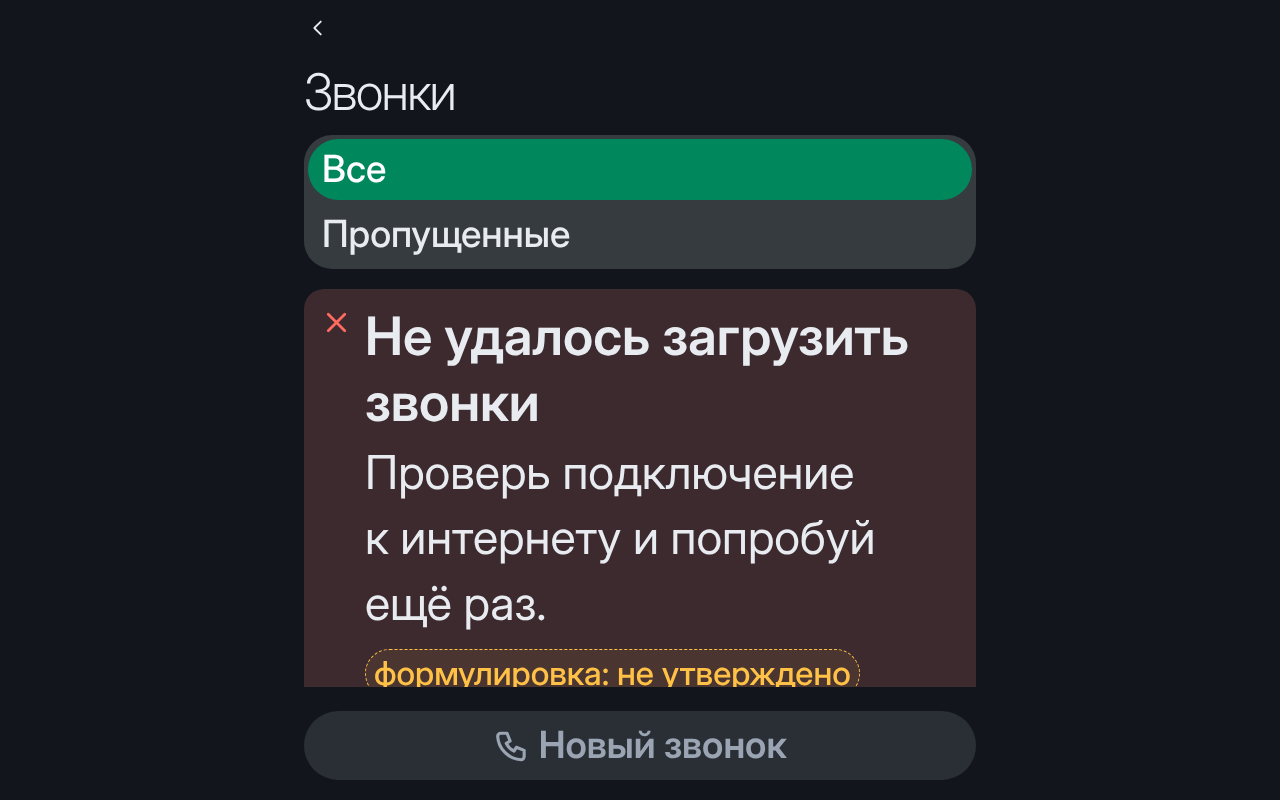 Звонки
Все
Пропущенные
Не удалось загрузить
звонки
Проверь подключение
к интернету и попробуй
ещё раз.
формулировка: не утверждено
Новый звонок